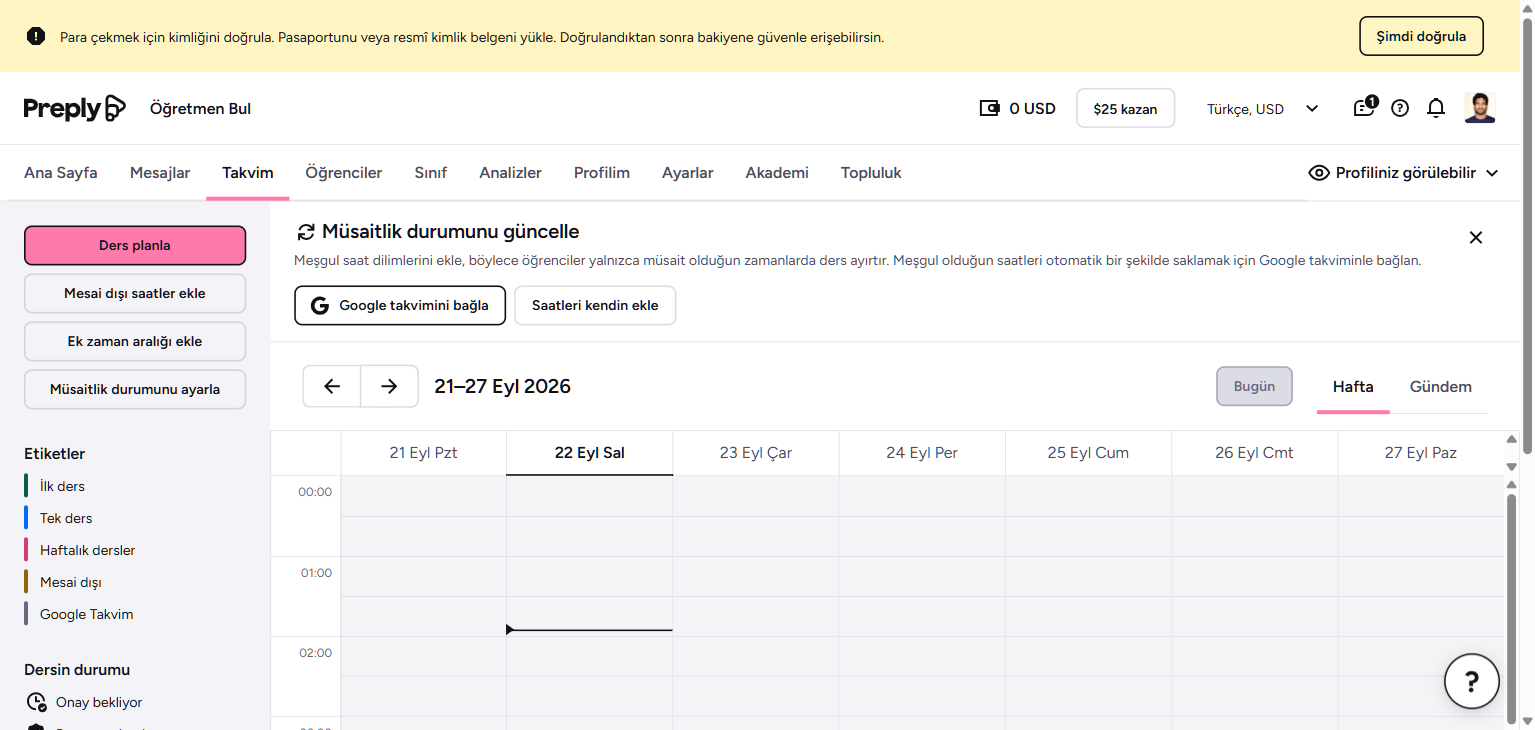 Para çekmek için kimliğini doğrula. Pasaportunu veya resmî kimlik belgeni yükle. Doğrulandıktan sonra bakiyene güvenle erişebilirsin.
Şimdi doğrula
Preply
Öğretmen Bul
0 USD
$25 kazan
Türkçe, USD
1
Ana Sayfa
Mesajlar
Takvim
Öğrenciler
Sınıf
Analizler
Profilim
Ayarlar
Akademi
Topluluk
Profiliniz görülebilir
Ders planla
Mesai dışı saatler ekle
Ek zaman aralığı ekle
Müsaitlik durumunu ayarla
Etiketler
İlk ders
Tek ders
Haftalık dersler
Mesai dışı
Google Takvim
Dersin durumu
Onay bekliyor
Müsaitlik durumunu güncelle
Meşgul saat dilimlerini ekle, böylece öğrenciler yalnızca müsait olduğun zamanlarda ders ayırtır. Meşgul olduğun saatleri otomatik bir şekilde saklamak için Google takviminle bağlan.
Google takvimini bağla
Saatleri kendin ekle
21–27 Eyl 2026
Bugün
Hafta
Gündem
21 Eyl Pzt
22 Eyl Sal
23 Eyl Çar
24 Eyl Per
25 Eyl Cum
26 Eyl Cmt
27 Eyl Paz
00:00
01:00
02:00
?